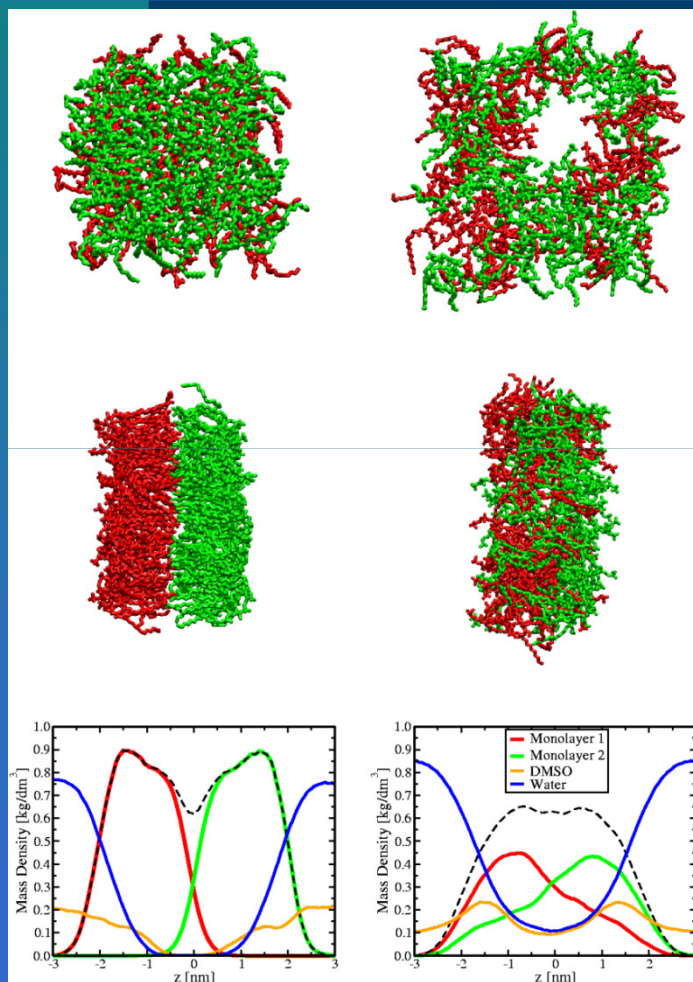 1.0
0.9
0.8
0.7
0.6
0.5
0.4
0.3
0.2
0.1
0.0
Mass Density [kg/dm³]
-3 -2 -1 0 1 2 3
z [nm]
1.0
0.9
0.8
0.7
0.6
0.5
0.4
0.3
0.2
0.1
0.0
Mass Density [kg/dm³]
Monolayer 1
Monolayer 2
DMSO
Water
-3 -2 -1 0 1 2
z [nm]